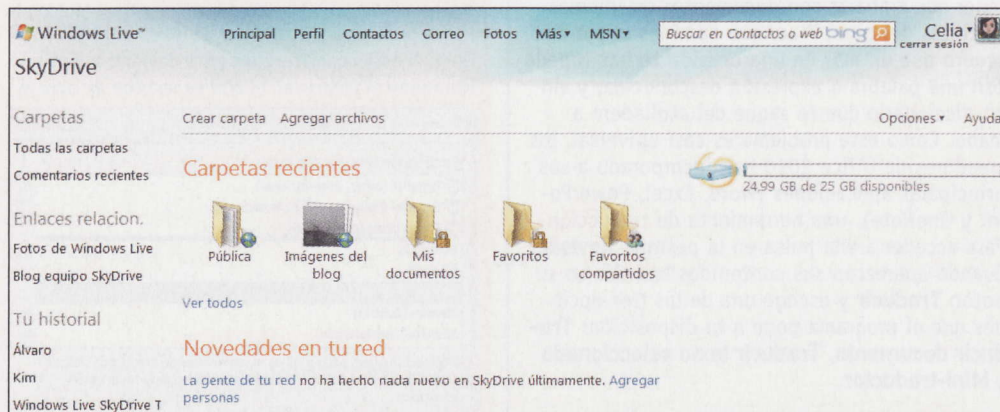 Windows Live™ Principal Perfil Contactos Correo Fotos Más MSN Buscar en Contactos o web bing Celia
cerrar sesión
SkyDrive
Carpetas
Todas las carpetas
Comentarios recientes
Enlaces relacion.
Fotos de Windows Live
Blog equipo SkyDrive
Tu historial
Álvaro
Kim
Windows Live SkyDrive T
Crear carpeta Agregar archivos Opciones Ayuda
Carpetas recientes
24,99 GB de 25 GB disponibles
Pública Imágenes del blog Mis documentos Favoritos Favoritos compartidos
Ver todos
Novedades en tu red
La gente de tu red no ha hecho nada nuevo en SkyDrive últimamente. Agregar
personas